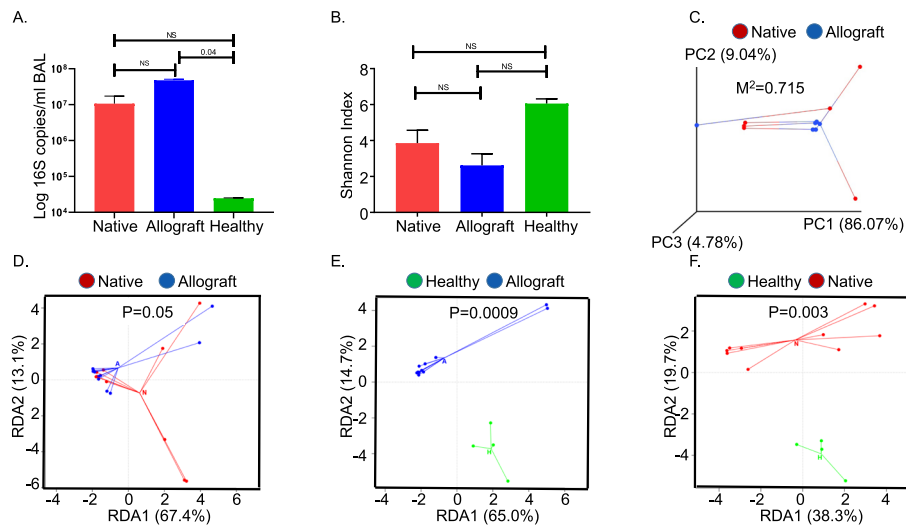 A.
NS
0.04
NS
Log 16S copies/ml BAL
10⁸
10⁷
10⁶
10⁵
10⁴
Native Allograft Healthy
B.
NS
NS
NS
Shannon Index
8
6
4
2
0
Native Allograft Healthy
C.
Native Allograft
PC2 (9.04%)
M²=0.715
PC1 (86.07%)
PC3 (4.78%)
D.
Native Allograft
P=0.05
RDA2 (13.1%)
4
2
0
2
-4
-6
A
N
-4 -2 0 2 4 6
RDA1 (67.4%)
E.
Healthy Allograft
P=0.0009
RDA2 (14.7%)
4
2
0
2
-4
A
H
-4 -2 0 2 4 6
RDA1 (65.0%)
F.
Healthy Native
P=0.003
RDA2 (19.7%)
2
0
-2
-4
N
H
-4 -2 0 2 4
RDA1 (38.3%)